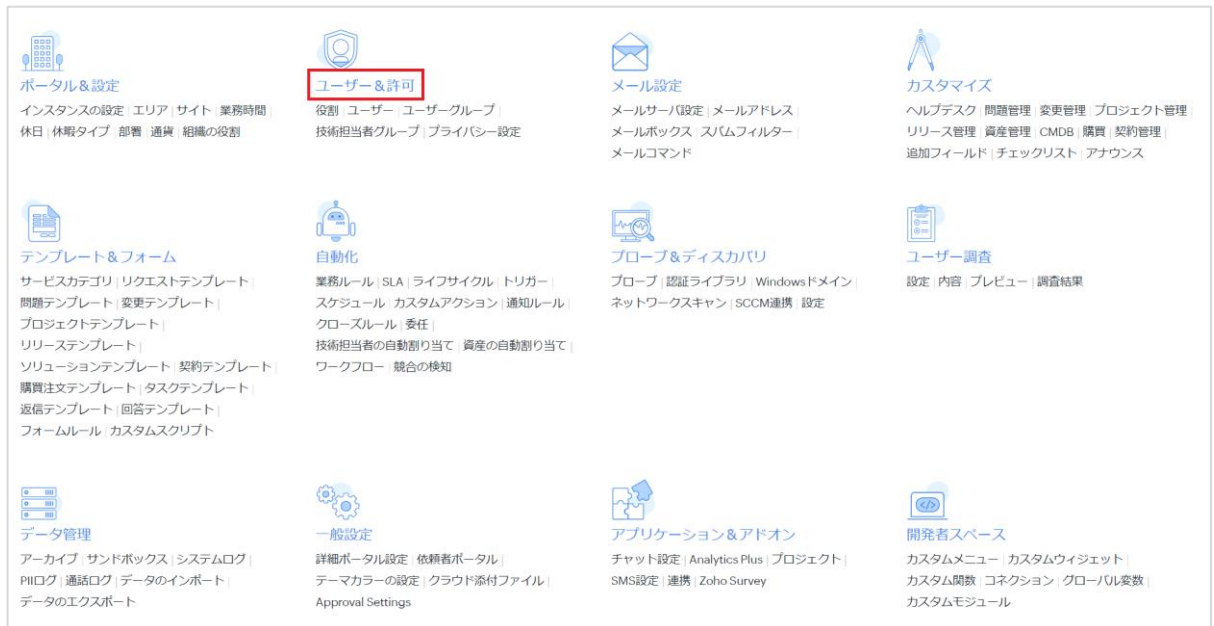 ポータル&設定
インスタンスの設定 | エリア | サイト | 業務時間 |
休日 | 休暇タイプ | 部署 | 通貨 | 組織の役割
ユーザー&許可
役割 | ユーザー | ユーザーグループ |
技術担当者グループ | プライバシー設定
メール設定
メールサーバ設定 | メールアドレス |
メールボックス | スパムフィルター |
メールコマンド
カスタマイズ
ヘルプデスク | 問題管理 | 変更管理 | プロジェクト管理 |
リリース管理 | 資産管理 | CMDB | 購買 | 契約管理 |
追加フィールド | チェックリスト | アナウンス
テンプレート&フォーム
サービスカテゴリ | リクエストテンプレート |
問題テンプレート | 変更テンプレート |
プロジェクトテンプレート |
リリーステンプレート |
ソリューションテンプレート | 契約テンプレート |
購買注文テンプレート | タスクテンプレート |
返信テンプレート | 回答テンプレート |
フォームルール | カスタムスクリプト
自動化
業務ルール | SLA | ライフサイクル | トリガー |
スケジュール | カスタムアクション | 通知ルール |
クローズルール | 委任 |
技術担当者の自動割り当て | 資産の自動割り当て |
ワークフロー | 競合の検知
プローブ&ディスカバリ
プローブ | 認証ライブラリ | Windowsドメイン |
ネットワークスキャン | SCCM連携 | 設定
ユーザー調査
設定 | 内容 | プレビュー | 調査結果
データ管理
アーカイブ | サンドボックス | システムログ |
PIIログ | 通話ログ | データのインポート |
データのエクスポート
一般設定
詳細ポータル設定 | 依頼者ポータル |
テーマカラーの設定 | クラウド添付ファイル |
Approval Settings
アプリケーション&アドオン
チャット設定 | Analytics Plus | プロジェクト |
SMS設定 | 連携 | Zoho Survey
開発者スペース
カスタムメニュー | カスタムウィジェット |
カスタム関数 | コネクション | グローバル変数 |
カスタムモジュール